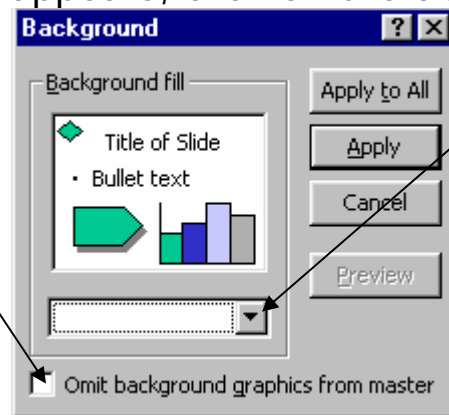 Background
Background fill
Title of Slide
• Bullet text
Apply to All
Apply
Cancel
Preview
Omit background graphics from master